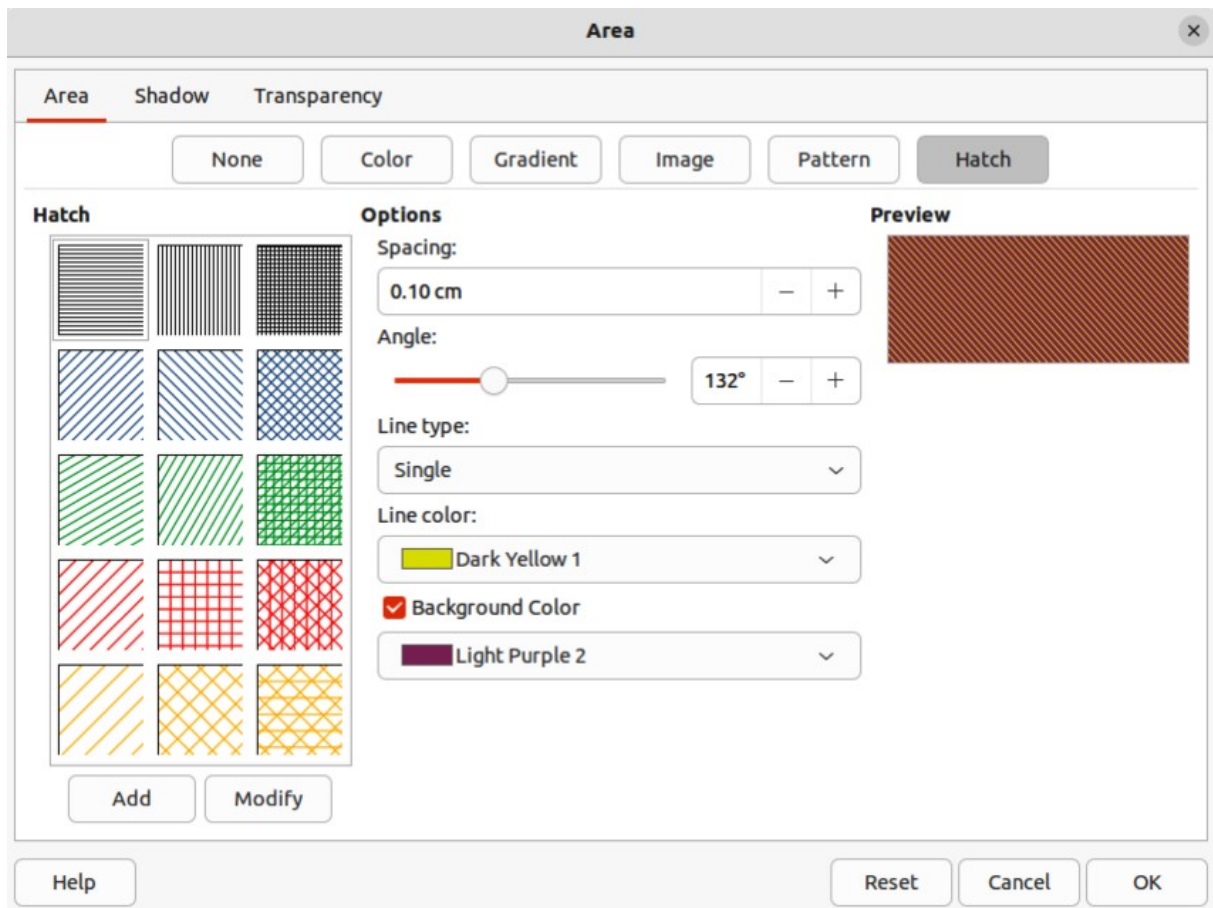 Area
Area Shadow Transparency
None Color Gradient Image Pattern Hatch
Hatch Options Preview
Spacing:
0.10 cm
Angle:
132°
Line type:
Single
Line color:
Dark Yellow 1
Background Color
Light Purple 2
Add Modify
Help Reset Cancel OK